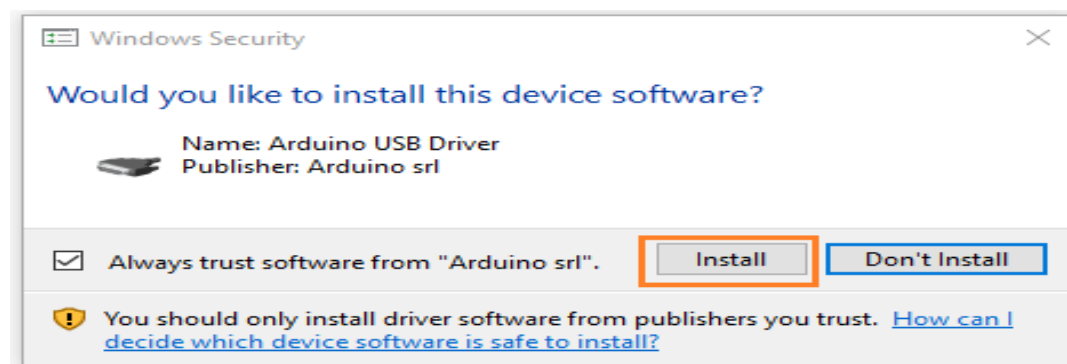 Windows Security
Would you like to install this device software?
Name: Arduino USB Driver
Publisher: Arduino srl
Always trust software from "Arduino srl".
Install
Don't Install
You should only install driver software from publishers you trust. How can I
decide which device software is safe to install?